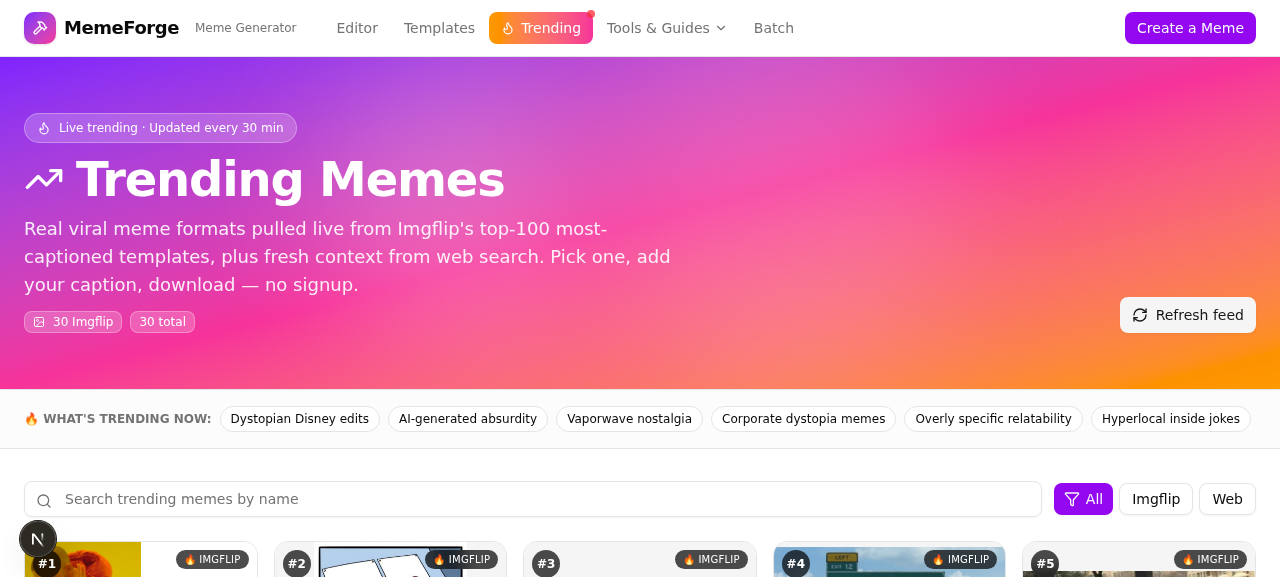 MemeForge
Meme Generator
Editor
Templates
Trending
Tools & Guides
Batch
Create a Meme
Live trending · Updated every 30 min
Trending Memes
Real viral meme formats pulled live from Imgflip's top-100 most-
captioned templates, plus fresh context from web search. Pick one, add
your caption, download — no signup.
30 Imgflip
30 total
Refresh feed
🔥 WHAT'S TRENDING NOW:
Dystopian Disney edits
AI-generated absurdity
Vaporwave nostalgia
Corporate dystopia memes
Overly specific relatability
Hyperlocal inside jokes
Search trending memes by name
All
Imgflip
Web
N
#1
🔥 IMGFLIP
#2
🔥 IMGFLIP
#3
🔥 IMGFLIP
#4
LEFT
EXIT 12
🔥 IMGFLIP
#5
🔥 IMGFLIP